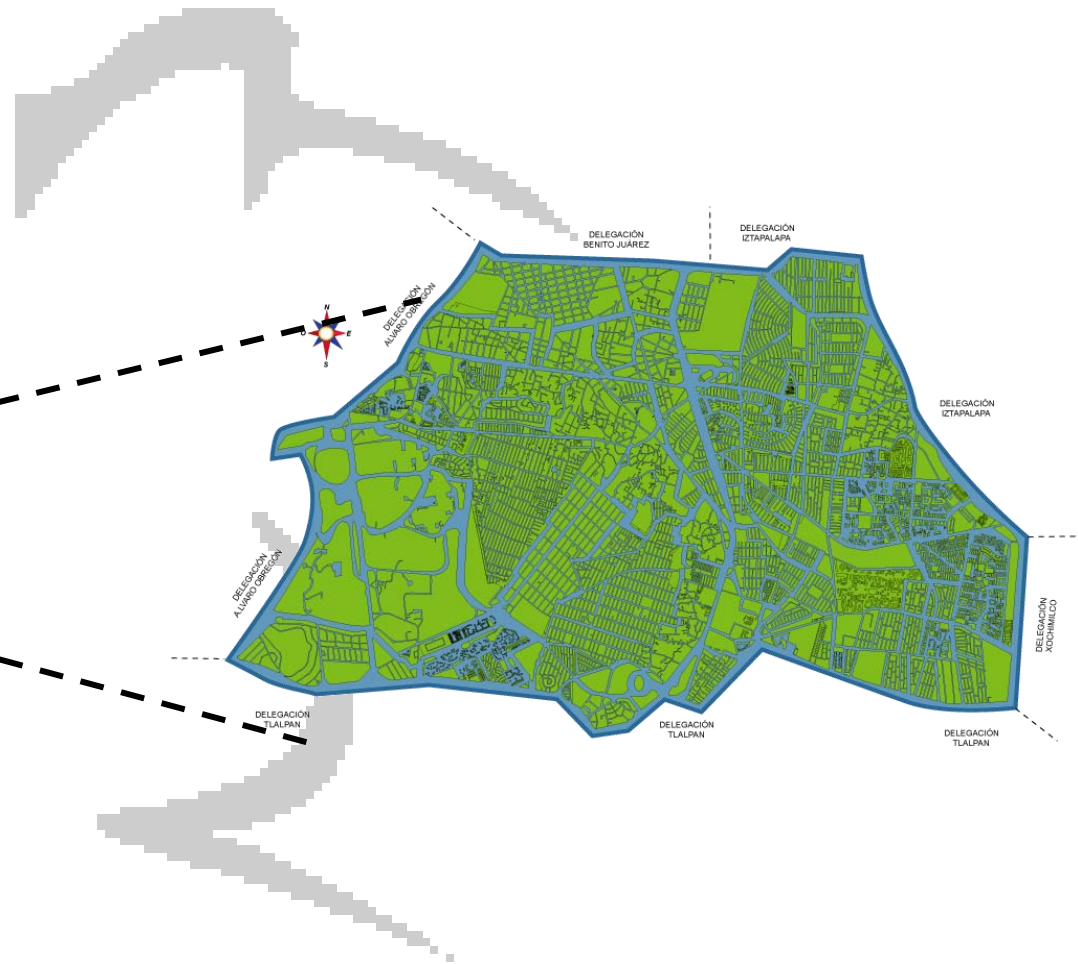 DELEGACIÓN
BENITO JUÁREZ
DELEGACIÓN
IZTAPALAPA
DELEGACIÓN
ALVARO OBREGÓN
N
O
E
S
DELEGACIÓN
IZTAPALAPA
DELEGACIÓN
ALVARO OBREGÓN
DELEGACIÓN
XOCHIMILCO
DELEGACIÓN
TLALPAN
DELEGACIÓN
TLALPAN
DELEGACIÓN
TLALPAN